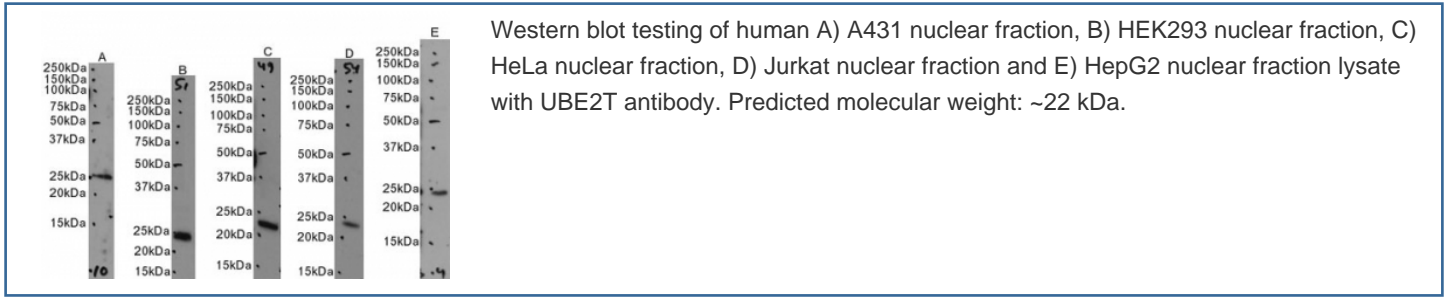 A
250kDa
150kDa
100kDa
75kDa
50kDa
37kDa
25kDa
20kDa
15kDa
10
B
51
250kDa
150kDa
100kDa
75kDa
50kDa
37kDa
25kDa
20kDa
15kDa
C
49
250kDa
150kDa
100kDa
75kDa
50kDa
37kDa
25kDa
20kDa
15kDa
D
54
250kDa
150kDa
100kDa
75kDa
50kDa
37kDa
25kDa
20kDa
15kDa
E
250kDa
150kDa
100kDa
75kDa
50kDa
37kDa
25kDa
20kDa
15kDa
Western blot testing of human A) A431 nuclear fraction, B) HEK293 nuclear fraction, C)
HeLa nuclear fraction, D) Jurkat nuclear fraction and E) HepG2 nuclear fraction lysate
with UBE2T antibody. Predicted molecular weight: ~22 kDa.